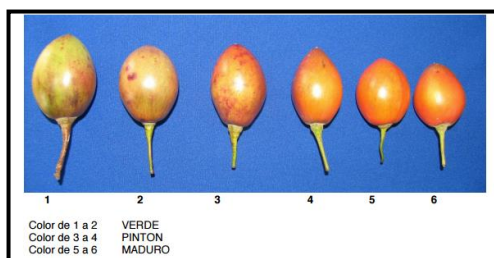 1 2 3 4 5 6
Color de 1 a 2 VERDE
Color de 3 a 4 PINTON
Color de 5 a 6 MADURO